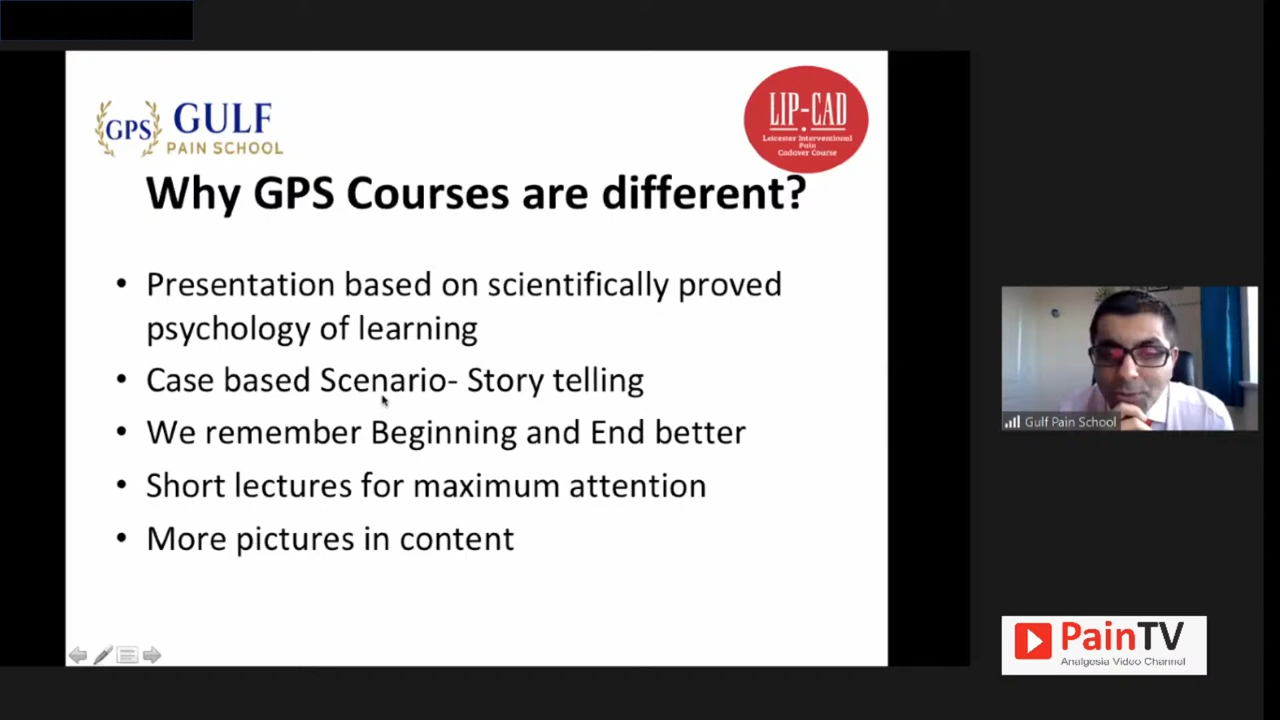 GPS GULF
PAIN SCHOOL
LIP-CAD
Leicester Interventional
Pain
Cadaver Course
Why GPS Courses are different?
• Presentation based on scientifically proved
psychology of learning
• Case based Scenario- Story telling
• We remember Beginning and End better
• Short lectures for maximum attention
• More pictures in content
Gulf Pain School
PainTV
Analgesia Video Channel